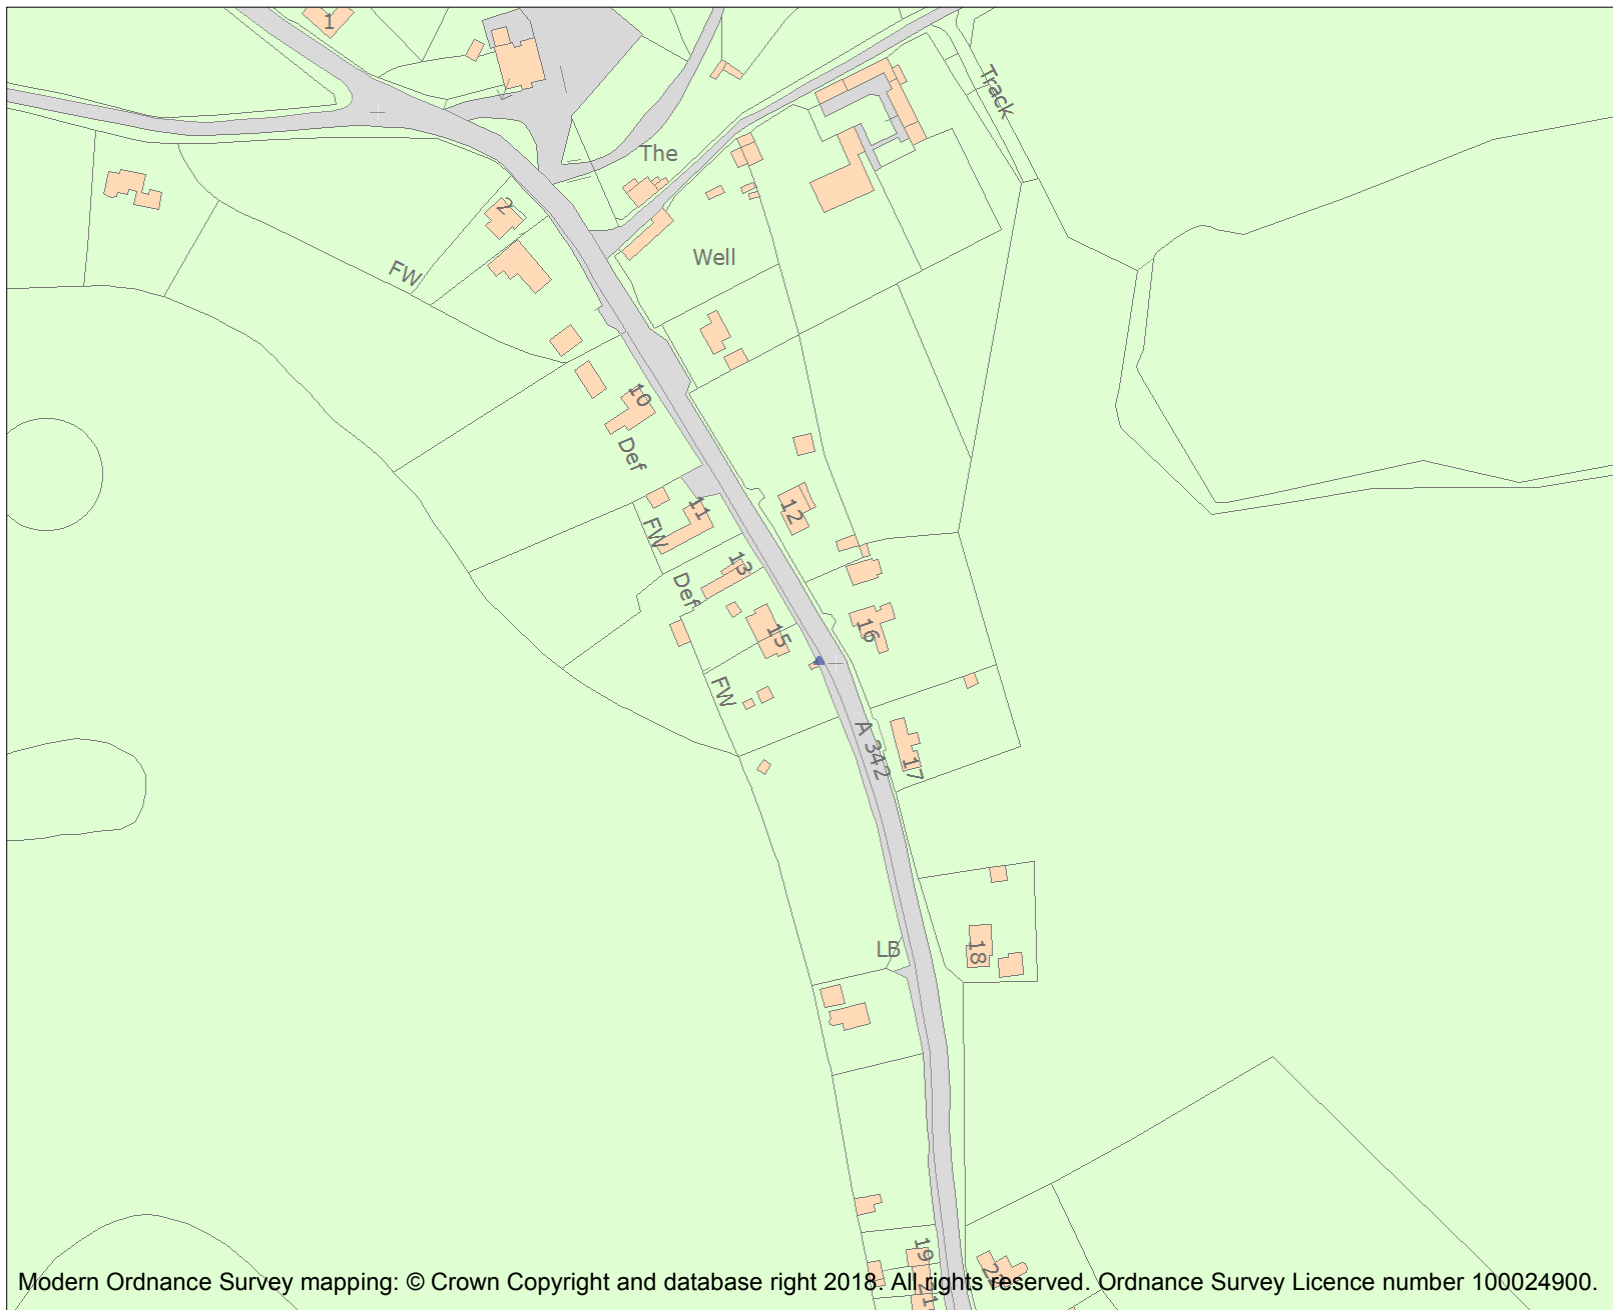 1
Track
The
2
Well
FW
10
Def
11
12
FW
13
Def
15
16
FW
A 342
17
LB
18
19
21
Modern Ordnance Survey mapping: © Crown Copyright and database right 2018. All rights reserved. Ordnance Survey Licence number 100024900.